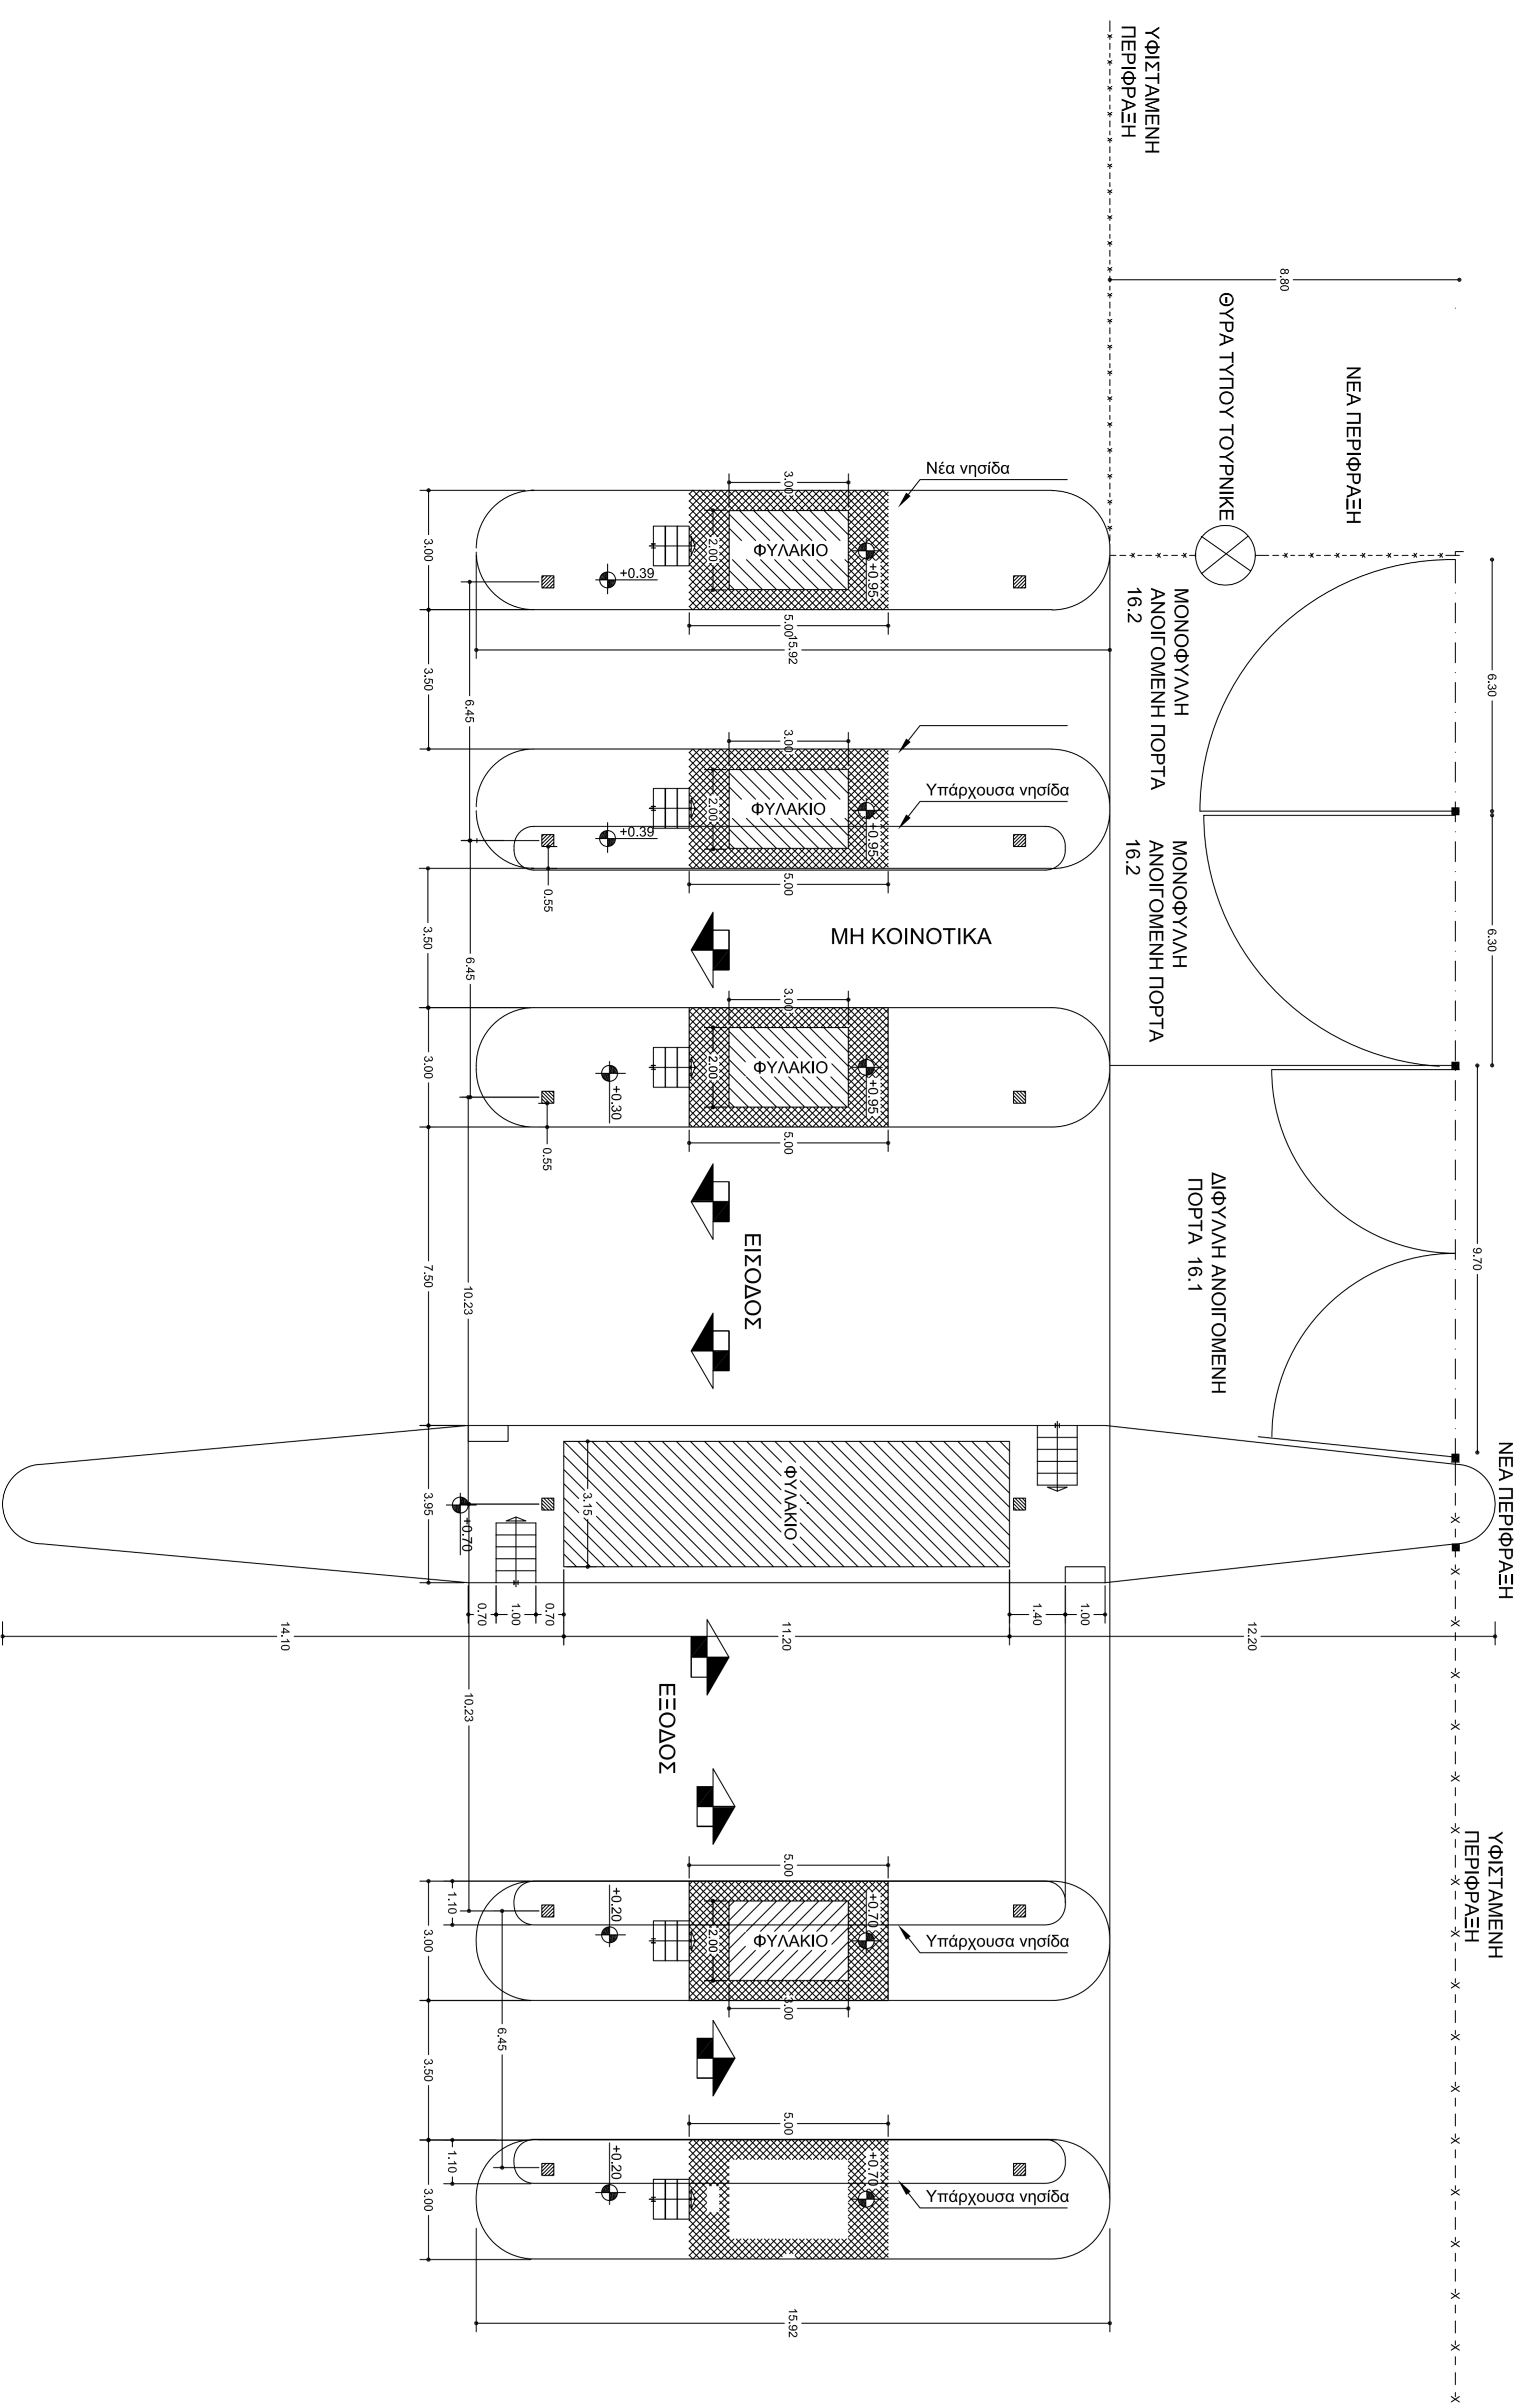 ΥΦΙΣΤΑΜΕΝΗ
ΠΕΡΙΦΡΑΞΗ
8.80
ΘΥΡΑ ΤΥΠΟΥ ΤΟΥΡΝΙΚΕ
ΝΕΑ ΠΕΡΙΦΡΑΞΗ
Νέα νησίδα
3.00
2.00
ΦΥΛΑΚΙΟ
+0.95
+0.39
5.00
15.92
3.00
3.50
6.45
ΜΟΝΟΦΥΛΛΗ
ΑΝΟΙΓΟΜΕΝΗ ΠΟΡΤΑ
16.2
6.30
3.00
2.00
ΦΥΛΑΚΙΟ
+0.95
+0.39
Υπάρχουσα νησίδα
5.00
0.55
3.50
6.45
ΜΗ ΚΟΙΝΟΤΙΚΑ
ΜΟΝΟΦΥΛΛΗ
ΑΝΟΙΓΟΜΕΝΗ ΠΟΡΤΑ
16.2
6.30
3.00
2.00
ΦΥΛΑΚΙΟ
+0.95
+0.30
5.00
0.55
3.00
7.50
10.23
ΕΙΣΟΔΟΣ
ΔΙΦΥΛΛΗ ΑΝΟΙΓΟΜΕΝΗ
ΠΟΡΤΑ 16.1
9.70
ΝΕΑ ΠΕΡΙΦΡΑΞΗ
3.15
ΦΥΛΑΚΙΟ
3.95
+0.70
0.70
1.00
0.70
1.40
1.00
14.10
11.20
12.20
10.23
ΕΞΟΔΟΣ
ΥΦΙΣΤΑΜΕΝΗ
ΠΕΡΙΦΡΑΞΗ
5.00
1.10
3.00
+0.20
2.00
ΦΥΛΑΚΙΟ
+0.70
Υπάρχουσα νησίδα
3.00
6.45
3.50
5.00
1.10
3.00
+0.20
+0.70
Υπάρχουσα νησίδα
15.92